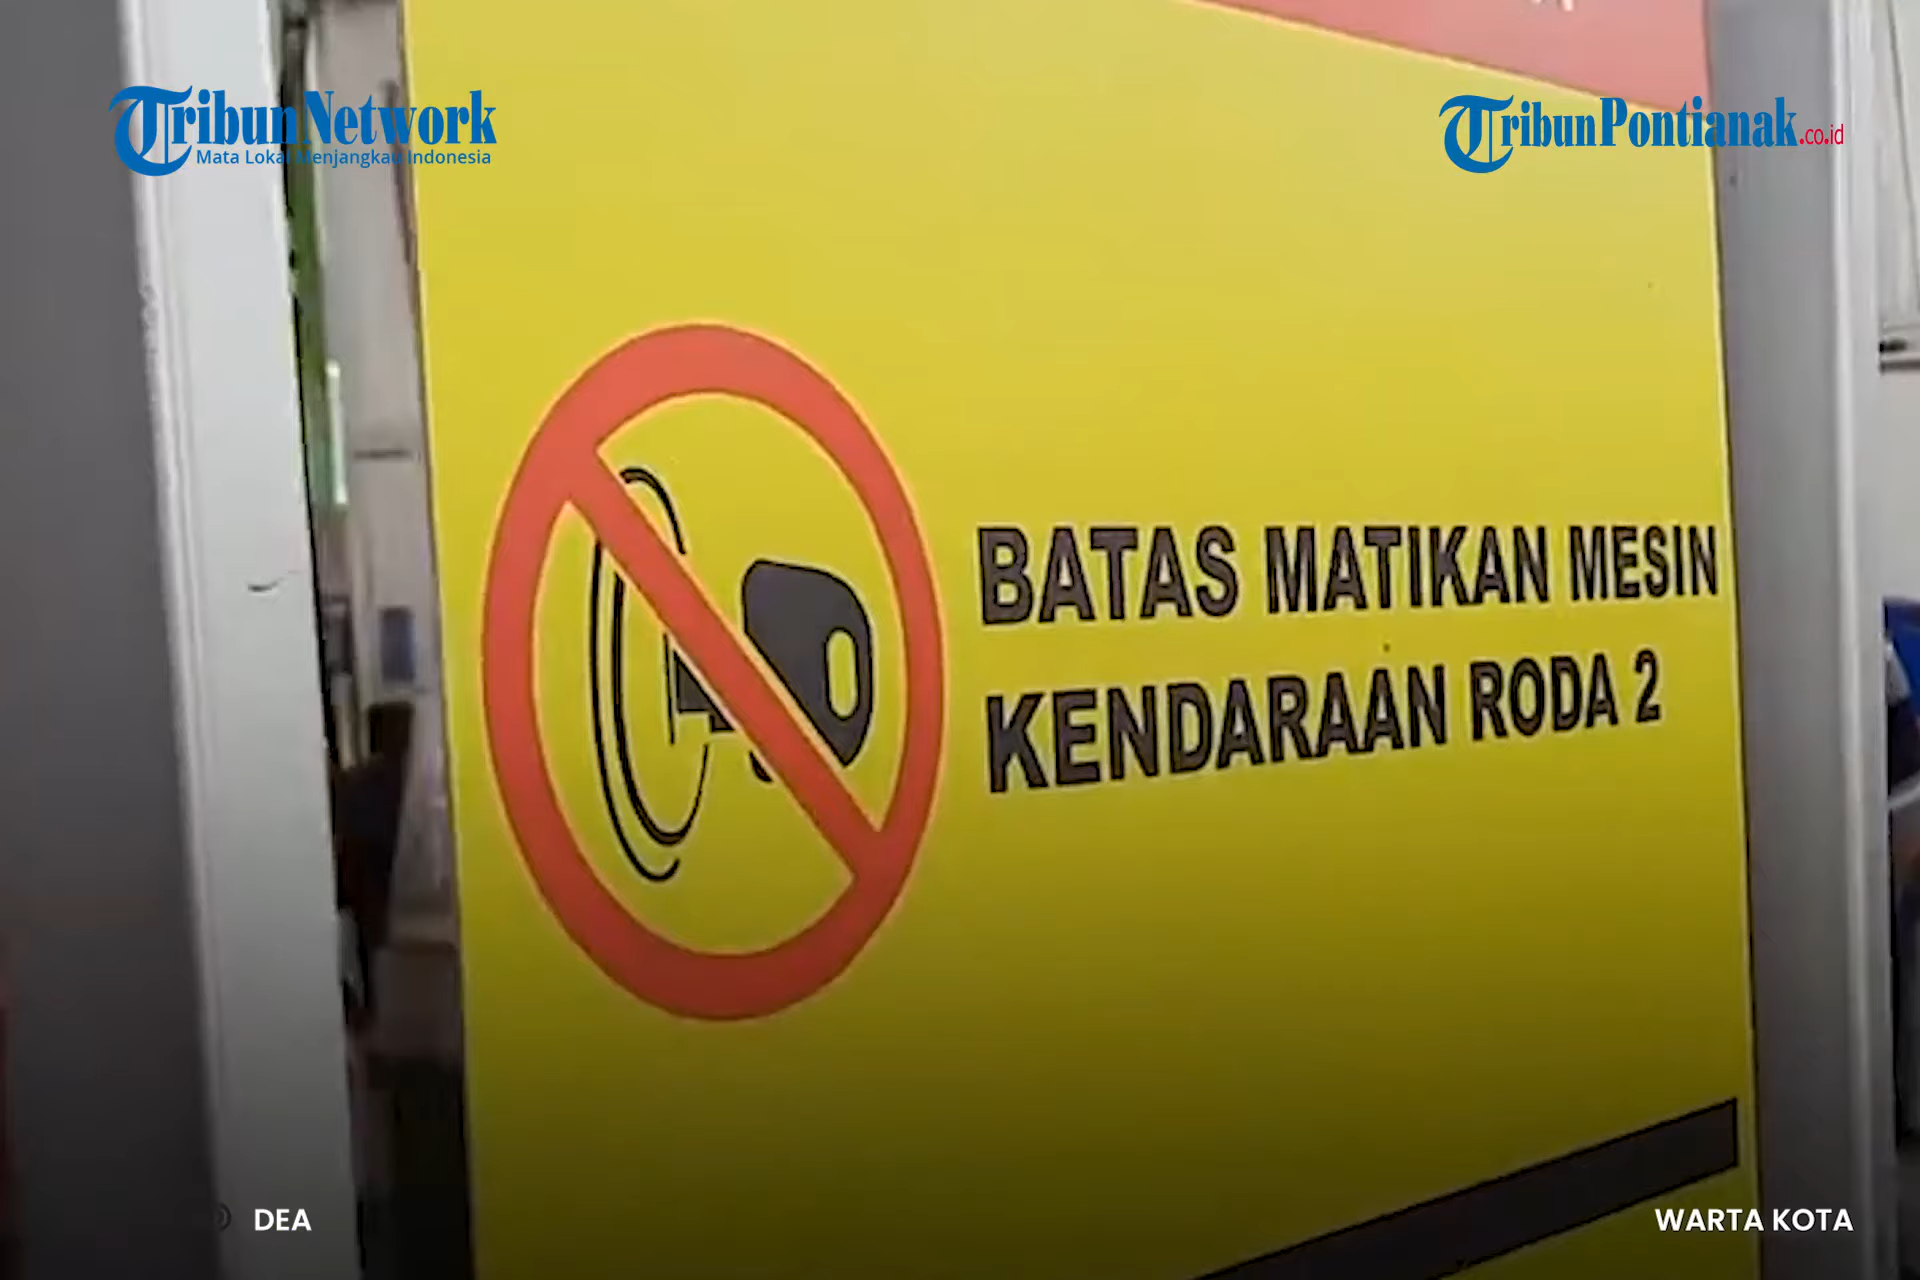 TribunNetwork
Mata Lokal Menjangkau Indonesia
TribunPontianak.co.id
BATAS MATIKAN MESIN
KENDARAAN RODA 2
DEA
WARTA KOTA